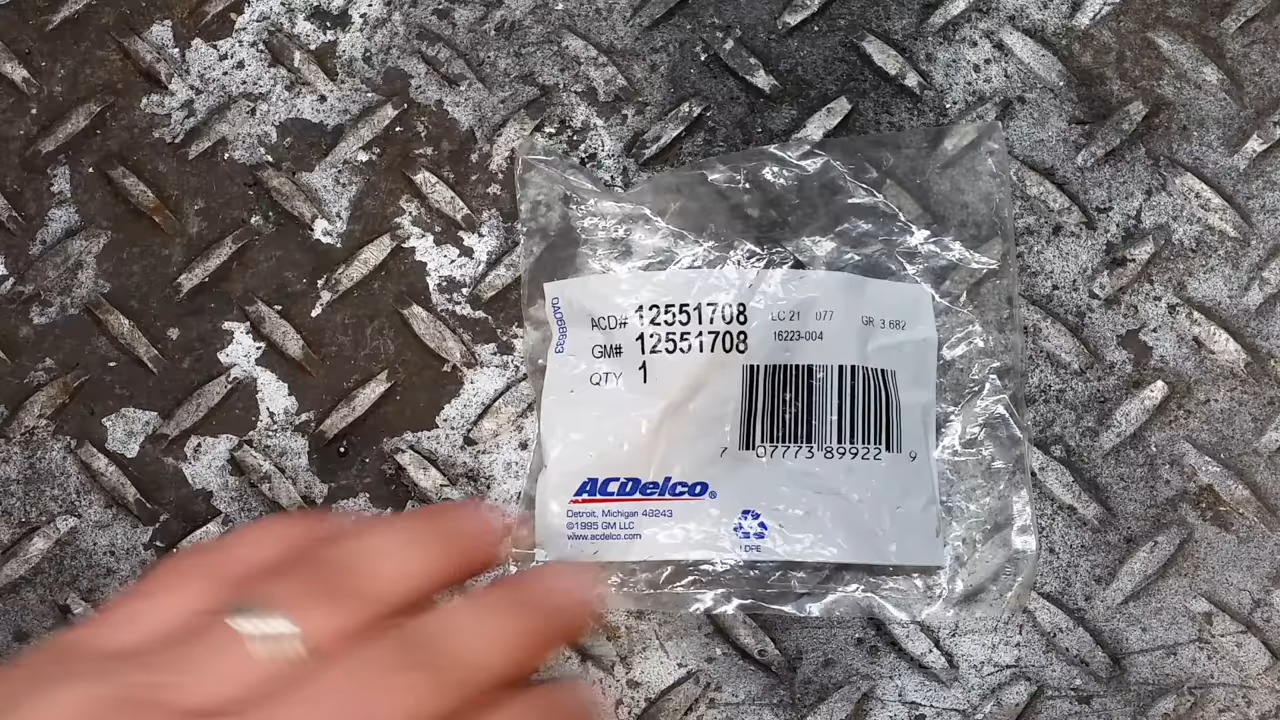 ACD# 12551708 LC 21 077 GR 3.682
GM# 12551708 16223-004
QTY 1
7 07773 89922 9
ACDelco®
Detroit, Michigan 48243
©1995 GM LLC
www.acdelco.com
LDPE